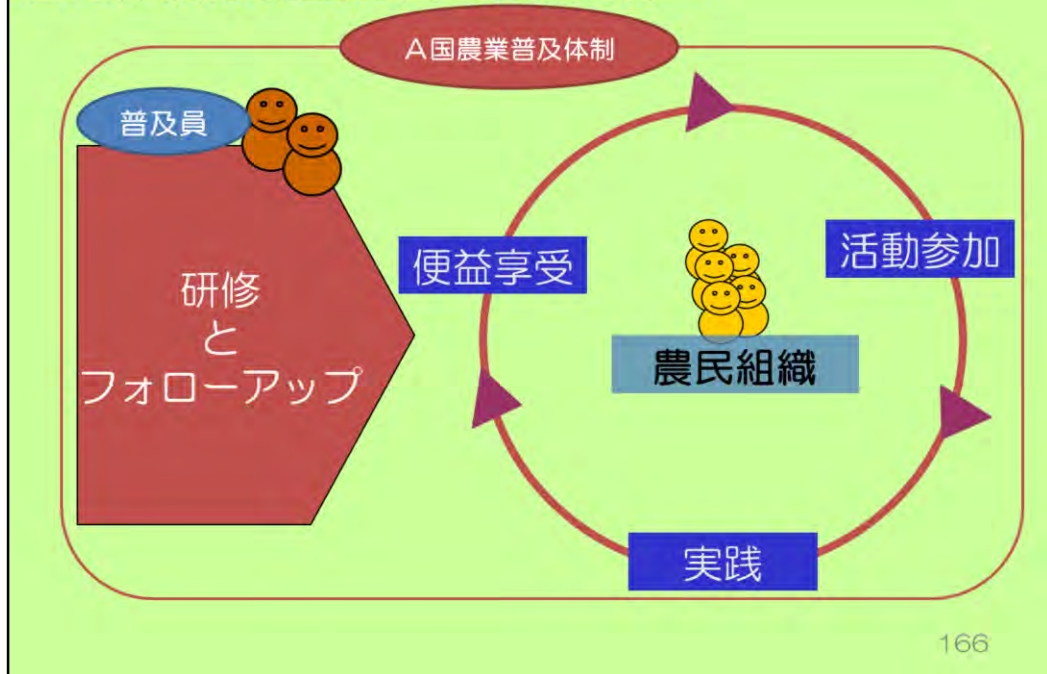 A国農業普及体制
普及員
研修
と
フォローアップ
便益享受
活動参加
農民組織
実践
166